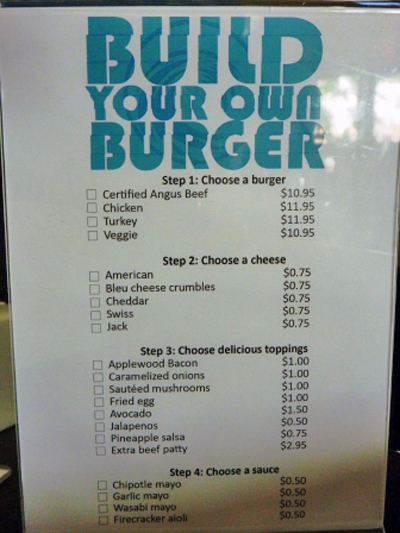 BUILD
YOUR OWN
BURGER
Step 1: Choose a burger
Certified Angus Beef $10.95
Chicken $11.95
Turkey $11.95
Veggie $10.95
Step 2: Choose a cheese
American $0.75
Bleu cheese crumbles $0.75
Cheddar $0.75
Swiss $0.75
Jack $0.75
Step 3: Choose delicious toppings
Applewood Bacon $1.00
Caramelized onions $1.00
Sautéed mushrooms $1.00
Fried egg $1.00
Avocado $1.50
Jalapenos $0.50
Pineapple salsa $0.75
Extra beef patty $2.95
Step 4: Choose a sauce
Chipotle mayo $0.50
Garlic mayo $0.50
Wasabi mayo $0.50
Firecracker aioli $0.50